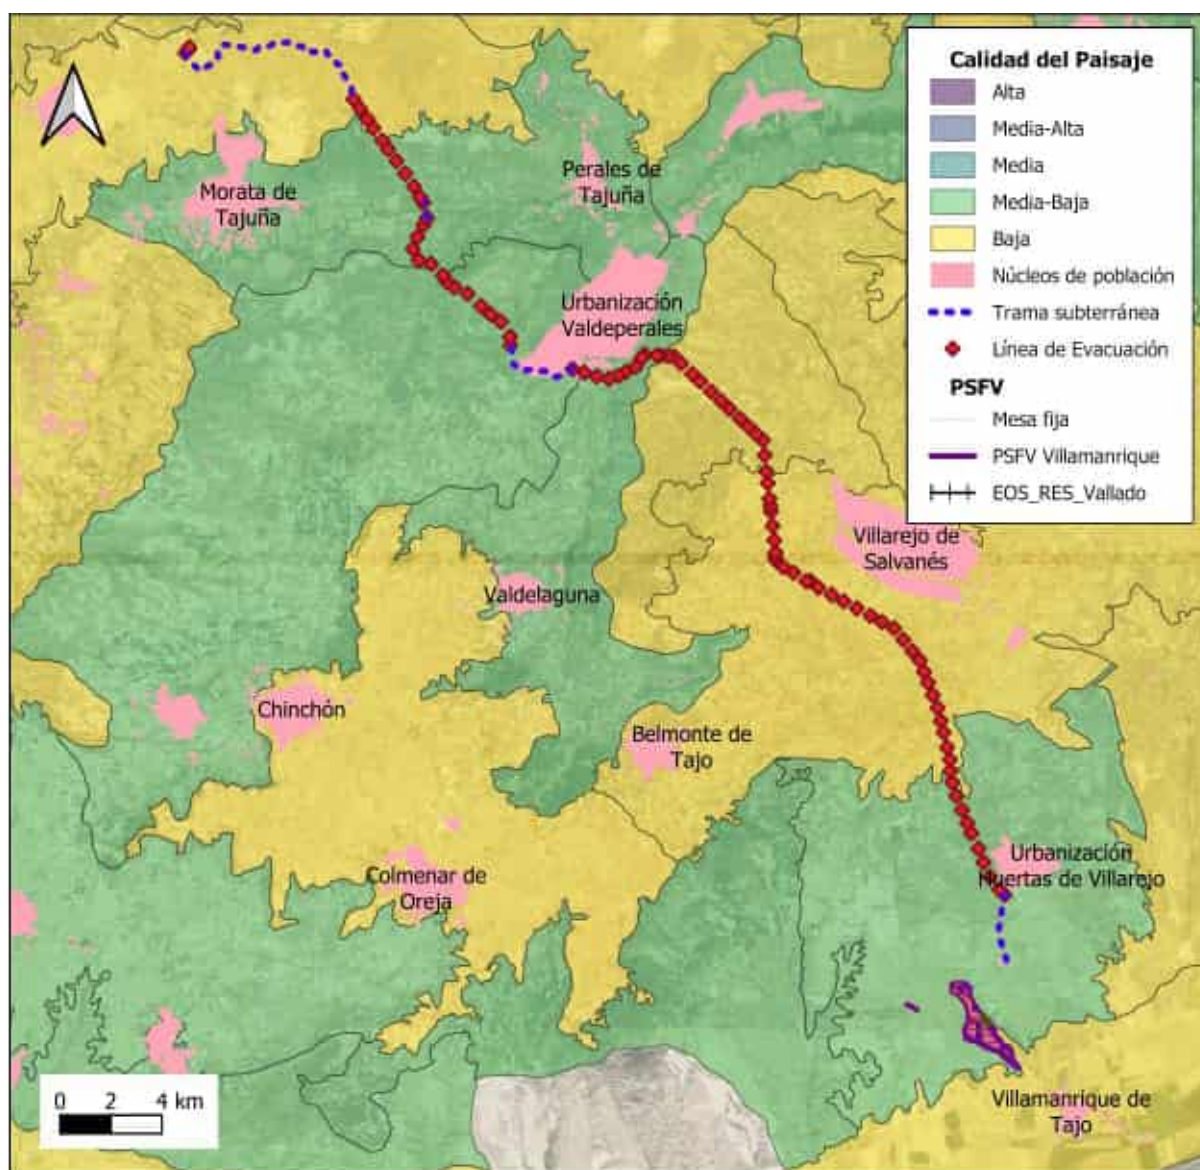 Calidad del Paisaje
Alta
Media-Alta
Media
Media-Baja
Baja
Núcleos de población
Trama subterránea
Línea de Evacuación
PSFV
Mesa fija
PSFV Villamanrique
EOS_RES_Vallado
Morata de
Tajuña
Perales de
Tajuña
Urbanización
Valdeperales
Villarejo de
Salvanés
Valdelaguna
Chinchón
Belmonte de
Tajo
Colmenar de
Oreja
Urbanización
Huertas de Villarejo
Villamanrique de
Tajo
0 2 4 km